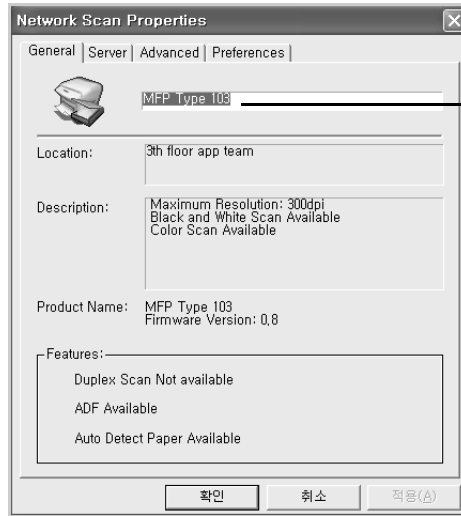 Network Scan Properties
General Server Advanced Preferences
MFP Type 103
Location: 3th floor app team
Description: Maximum Resolution: 300dpi
Black and White Scan Available
Color Scan Available
Product Name: MFP Type 103
Firmware Version: 0,8
Features:
Duplex Scan Not available
ADF Available
Auto Detect Paper Available
확인 취소 적용(A)